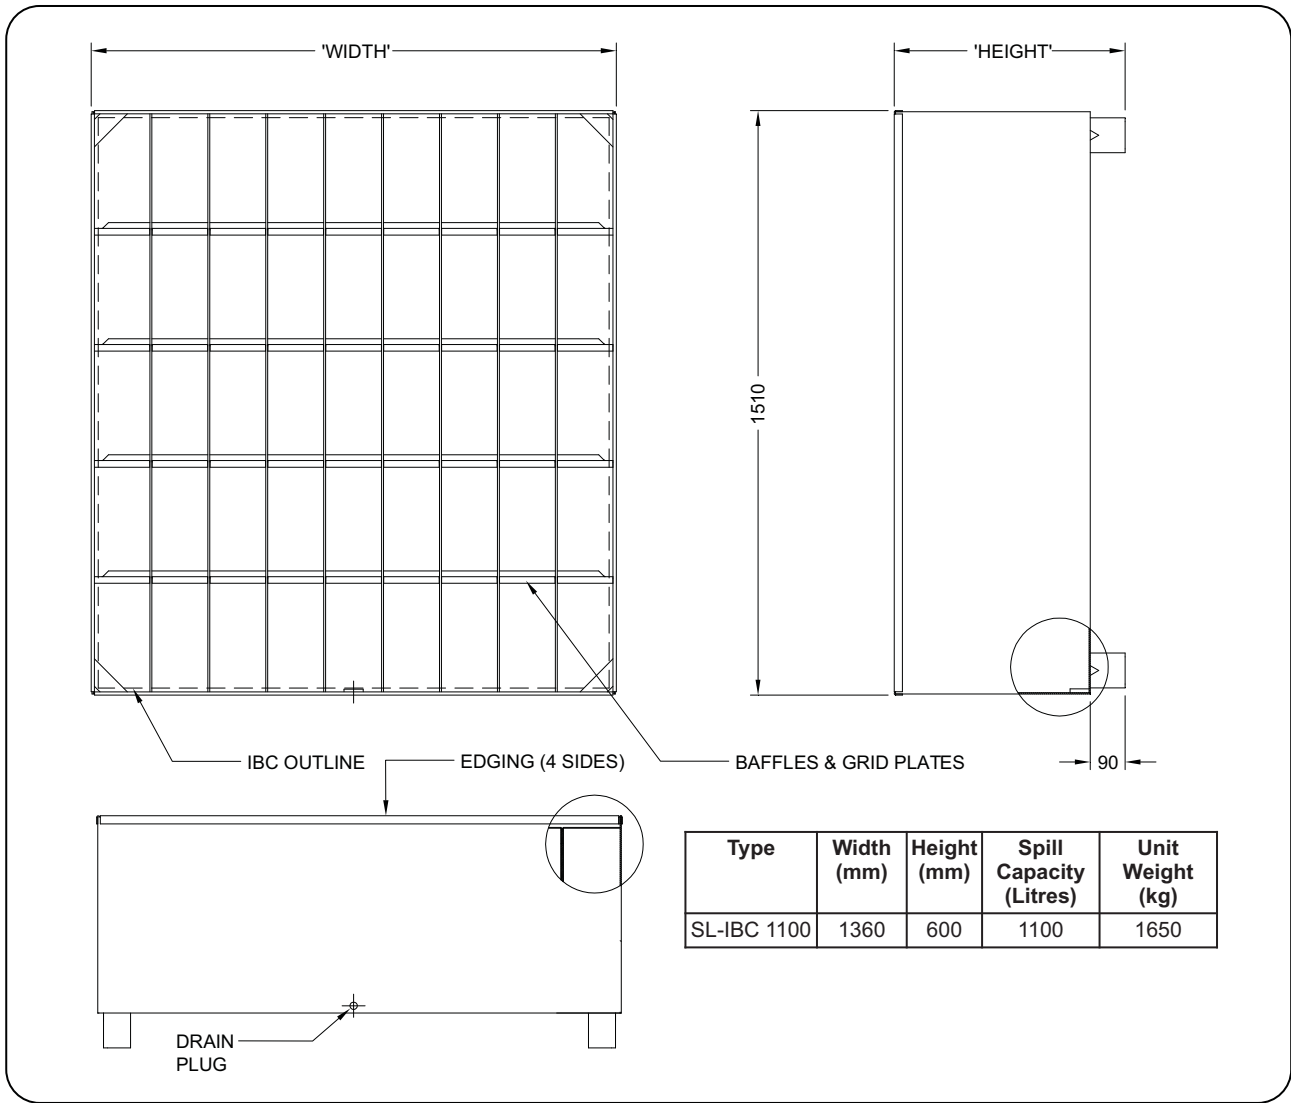 'WIDTH'
'HEIGHT'
1510
IBC OUTLINE
EDGING (4 SIDES)
BAFFLES & GRID PLATES
90
DRAIN
PLUG
Type Width Height Spill Unit
(mm) (mm) Capacity Weight
(Litres) (kg)
SL-IBC 1100 1360 600 1100 1650